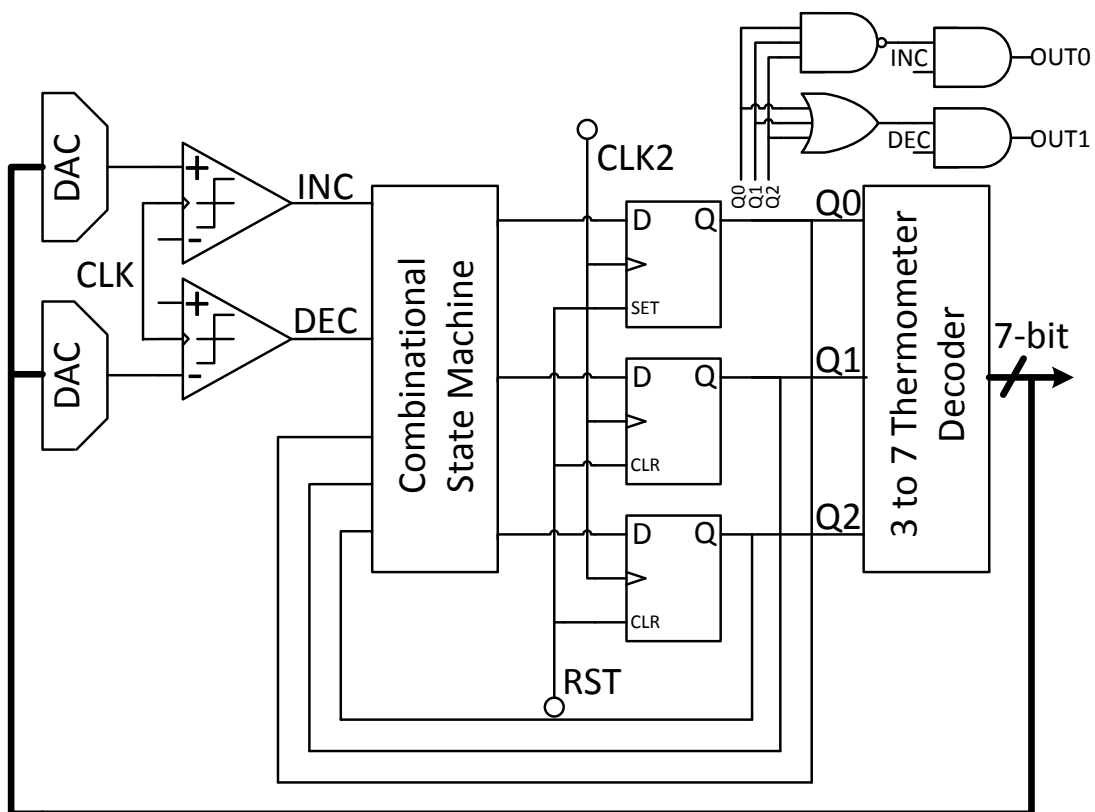 INC
OUT0
DEC
OUT1
Q0
Q1
Q2
DAC
+
-
INC
CLK
DAC
+
-
DEC
Combinational
State Machine
CLK2
D
Q
SET
D
Q
CLR
D
Q
CLR
RST
Q0
Q1
Q2
3 to 7 Thermometer
Decoder
7-bit